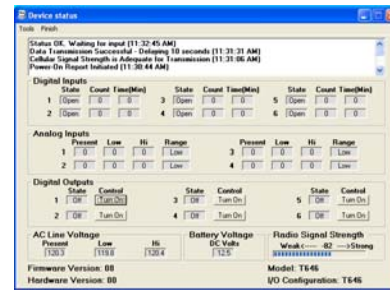 Device status
Tools Finish
Status OK, Waiting for input (11:32:45 AM)
Data Transmission Successful - Delaying 10 seconds (11:31:31 AM)
Cellular Signal Strength is Adequate for Transmission (11:31:06 AM)
Power-On Report Initiated (11:30:44 AM)
Digital Inputs
State Count Time(Min) State Count Time(Min) State Count Time(Min)
1 Open 0 0 3 Open 0 0 5 Open 0 0
2 Open 0 0 4 Open 0 0 6 Open 0 0
Analog Inputs
Present Low Hi Range Present Low Hi Range
1 0 0 0 Low 3 0 0 0 Low
2 0 0 0 Low 4 0 0 0 Low
Digital Outputs
State Control State Control State Control
1 Off Turn On 3 Off Turn On 5 Off Turn On
2 Off Turn On 4 Off Turn On 6 Off Turn On
AC Line Voltage Battery Voltage Radio Signal Strength
Present Low Hi DC Volts Weak<---- -82 ---->Strong
120.3 119.8 120.4 12.5
Firmware Version: 08 Model: T646
Hardware Version: 00 I/O Configuration: T646